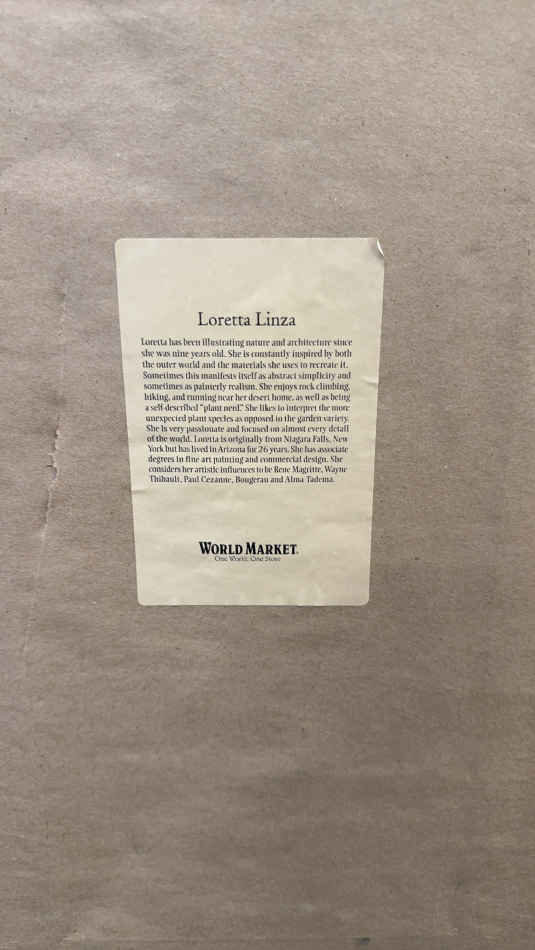 Loretta Linza
Loretta has been illustrating nature and architecture since
she was nine years old. She is constantly inspired by both
the outer world and the materials she uses to recreate it.
Sometimes this manifests itself as abstract simplicity and
sometimes as painterly realism. She enjoys rock climbing,
hiking, and running near her desert home, as well as being
a self-described "plant nerd." She likes to interpret the more
unexpected plant species as opposed to the garden variety.
She is very passionate and focused on almost every detail
of the world. Loretta is originally from Niagara Falls, New
York but has lived in Arizona for 26 years. She has associate
degrees in fine art painting and commercial design. She
considers her artistic influences to be Rene Magritte, Wayne
Thibault, Paul Cezanne, Bougerau and Alma Tadema.
WORLD MARKET®
One World. One Store